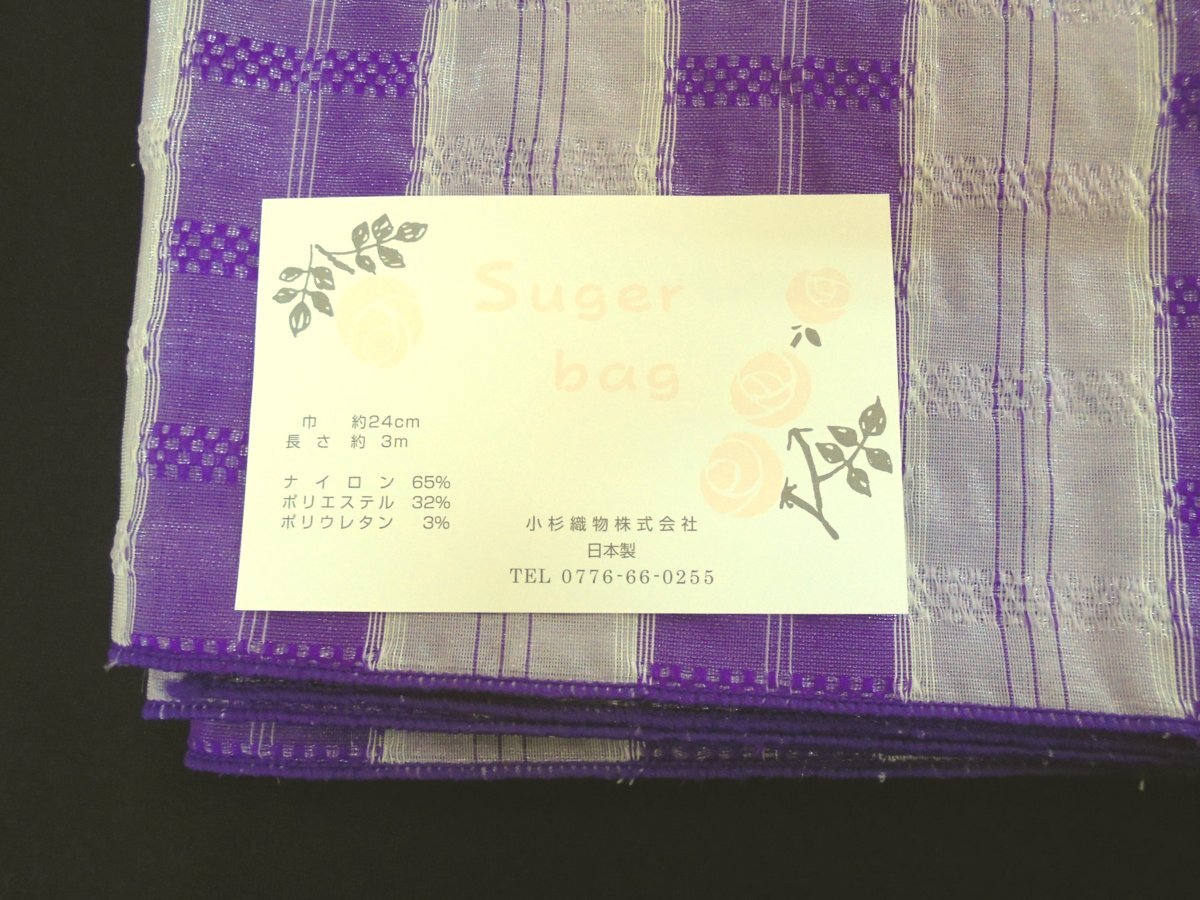 Suger
bag
巾 約24cm
長さ 約 3m
ナイロン 65%
ポリエステル 32%
ポリウレタン 3%
小杉織物株式会社
日本製
TEL 0776-66-0255